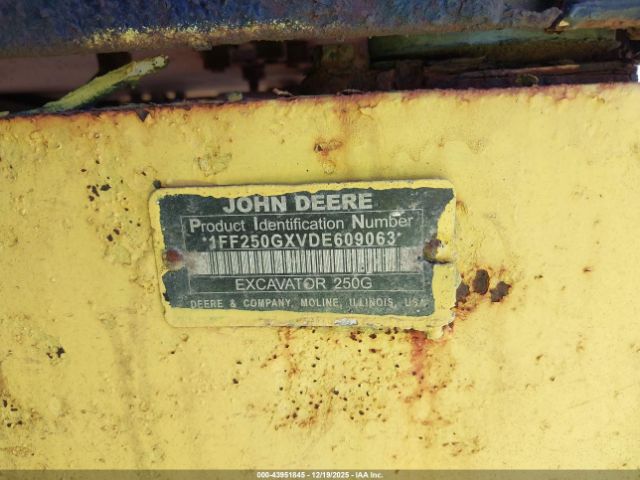 JOHN DEERE
Product Identification Number
*1FF250GXVDE609063*
EXCAVATOR 250G
DEERE & COMPANY, MOLINE, ILLINOIS, USA
000-43951845 - 12/19/2025 - IAA Inc.